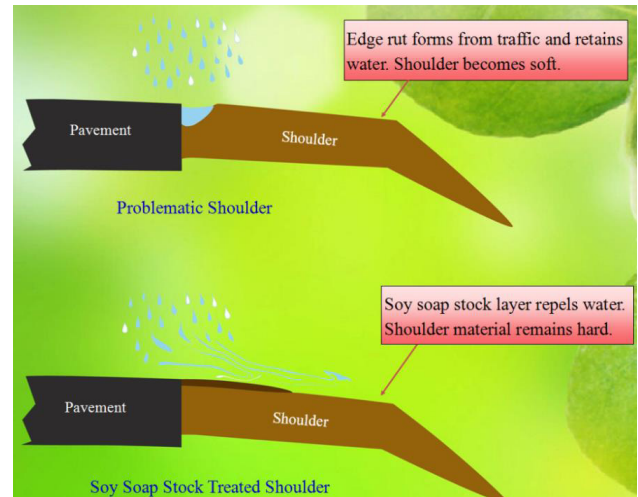 Edge rut forms from traffic and retains
water. Shoulder becomes soft.
Pavement
Shoulder
Problematic Shoulder
Soy soap stock layer repels water.
Shoulder material remains hard.
Pavement
Shoulder
Soy Soap Stock Treated Shoulder